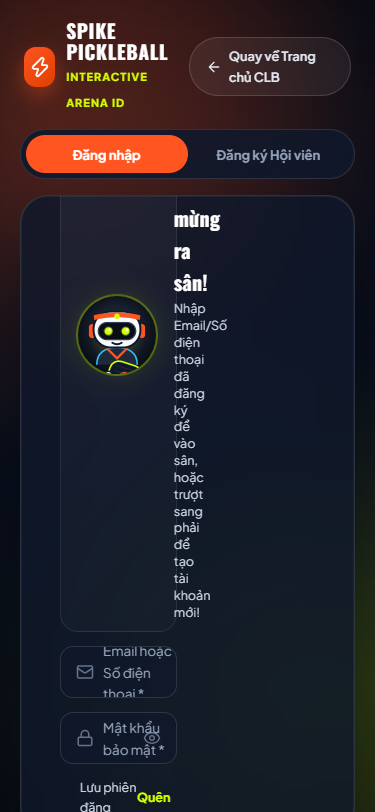 SPIKE
PICKLEBALL
INTERACTIVE
ARENA ID
Quay về Trang
chủ CLB
Đăng nhập
Đăng ký Hội viên
mừng
ra
sân!
Nhập
Email/Số
điện
thoại
đã
đăng
ký
để
vào
sân,
hoặc
trượt
sang
phải
để
tạo
tài
khoản
mới!
Email hoặc
Số điện
thoại *
Mật khẩu
bảo mật *
Lưu phiên
đăng
Quên